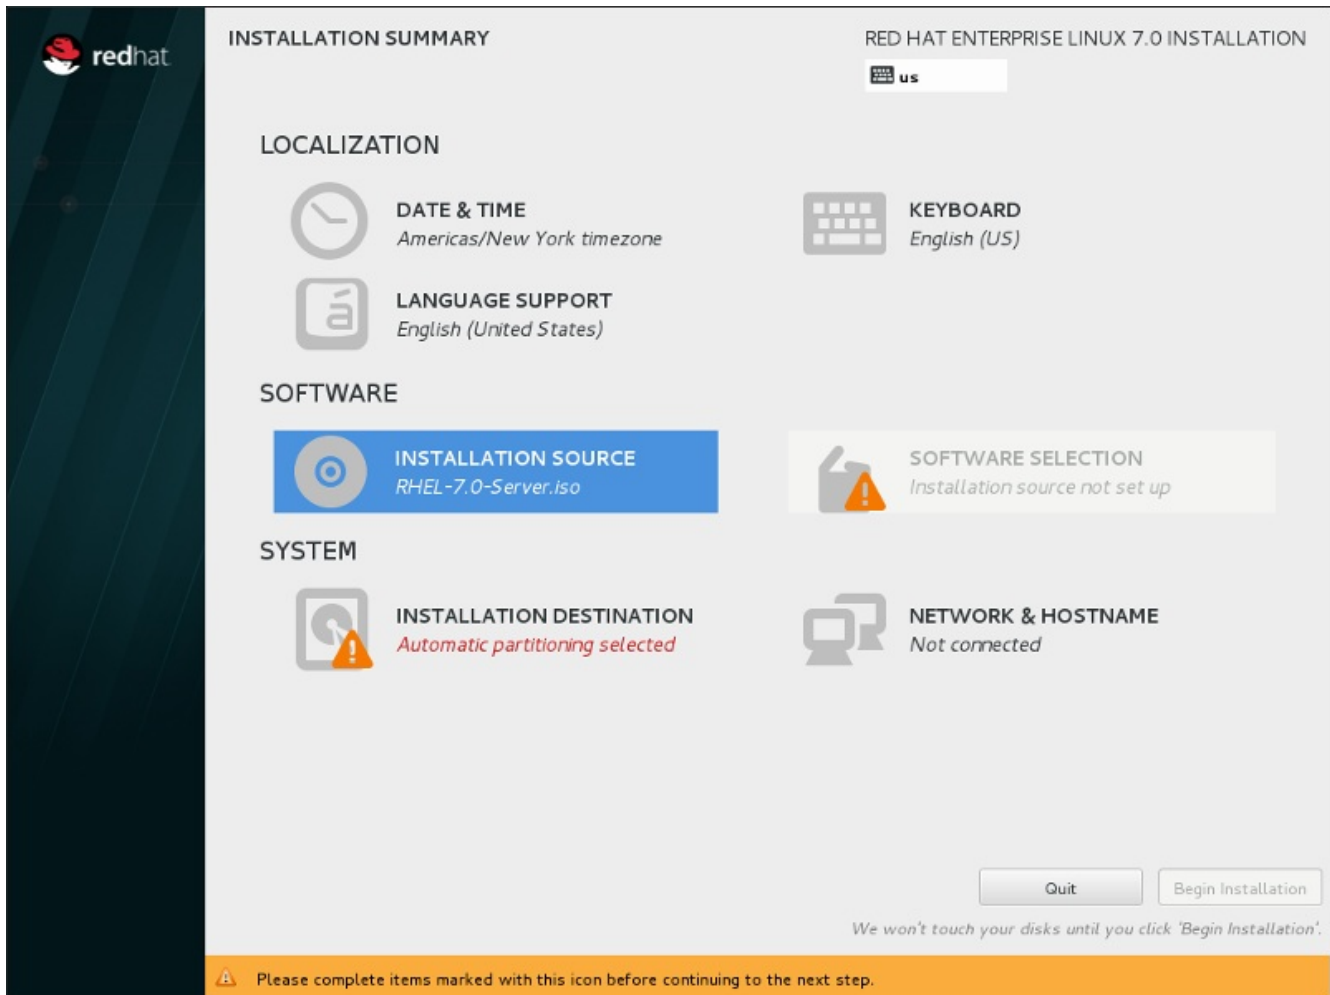 redhat
INSTALLATION SUMMARY
RED HAT ENTERPRISE LINUX 7.0 INSTALLATION
us
LOCALIZATION
DATE & TIME
Americas/New York timezone
KEYBOARD
English (US)
á
LANGUAGE SUPPORT
English (United States)
SOFTWARE
INSTALLATION SOURCE
RHEL-7.0-Server.iso
SOFTWARE SELECTION
Installation source not set up
SYSTEM
INSTALLATION DESTINATION
Automatic partitioning selected
NETWORK & HOSTNAME
Not connected
Quit
Begin Installation
We won't touch your disks until you click 'Begin Installation'.
Please complete items marked with this icon before continuing to the next step.